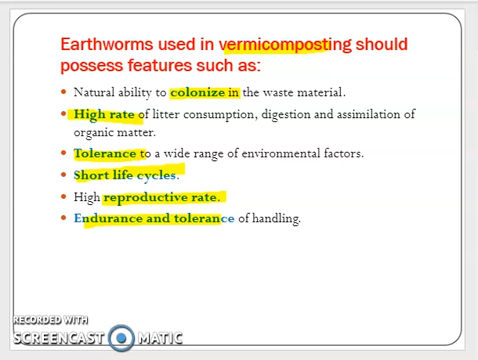 Earthworms used in vermicomposting should
possess features such as:
• Natural ability to colonize in the waste material.
• High rate of litter consumption, digestion and assimilation of
organic matter.
• Tolerance to a wide range of environmental factors.
• Short life cycles.
• High reproductive rate.
• Endurance and tolerance of handling.
RECORDED WITH
SCREENCAST MATIC